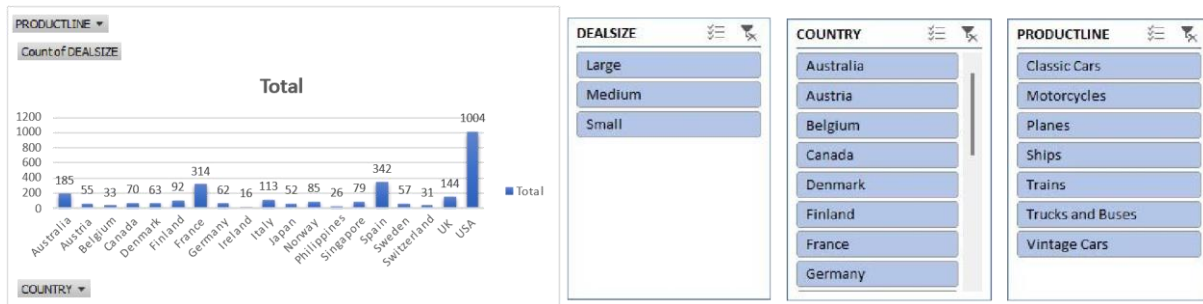 PRODUCTLINE
Count of DEALSIZE
Total
1200
1000
800
600
400
200
0
185
55
33
70
63
92
314
62
16
113
52
85
26
79
342
57
31
144
1004
Australia
Austria
Belgium
Canada
Denmark
Finland
France
Germany
Ireland
Italy
Japan
Norway
Philippines
Singapore
Spain
Sweden
Switzerland
UK
USA
Total
COUNTRY
DEALSIZE
Large
Medium
Small
COUNTRY
Australia
Austria
Belgium
Canada
Denmark
Finland
France
Germany
PRODUCTLINE
Classic Cars
Motorcycles
Planes
Ships
Trains
Trucks and Buses
Vintage Cars